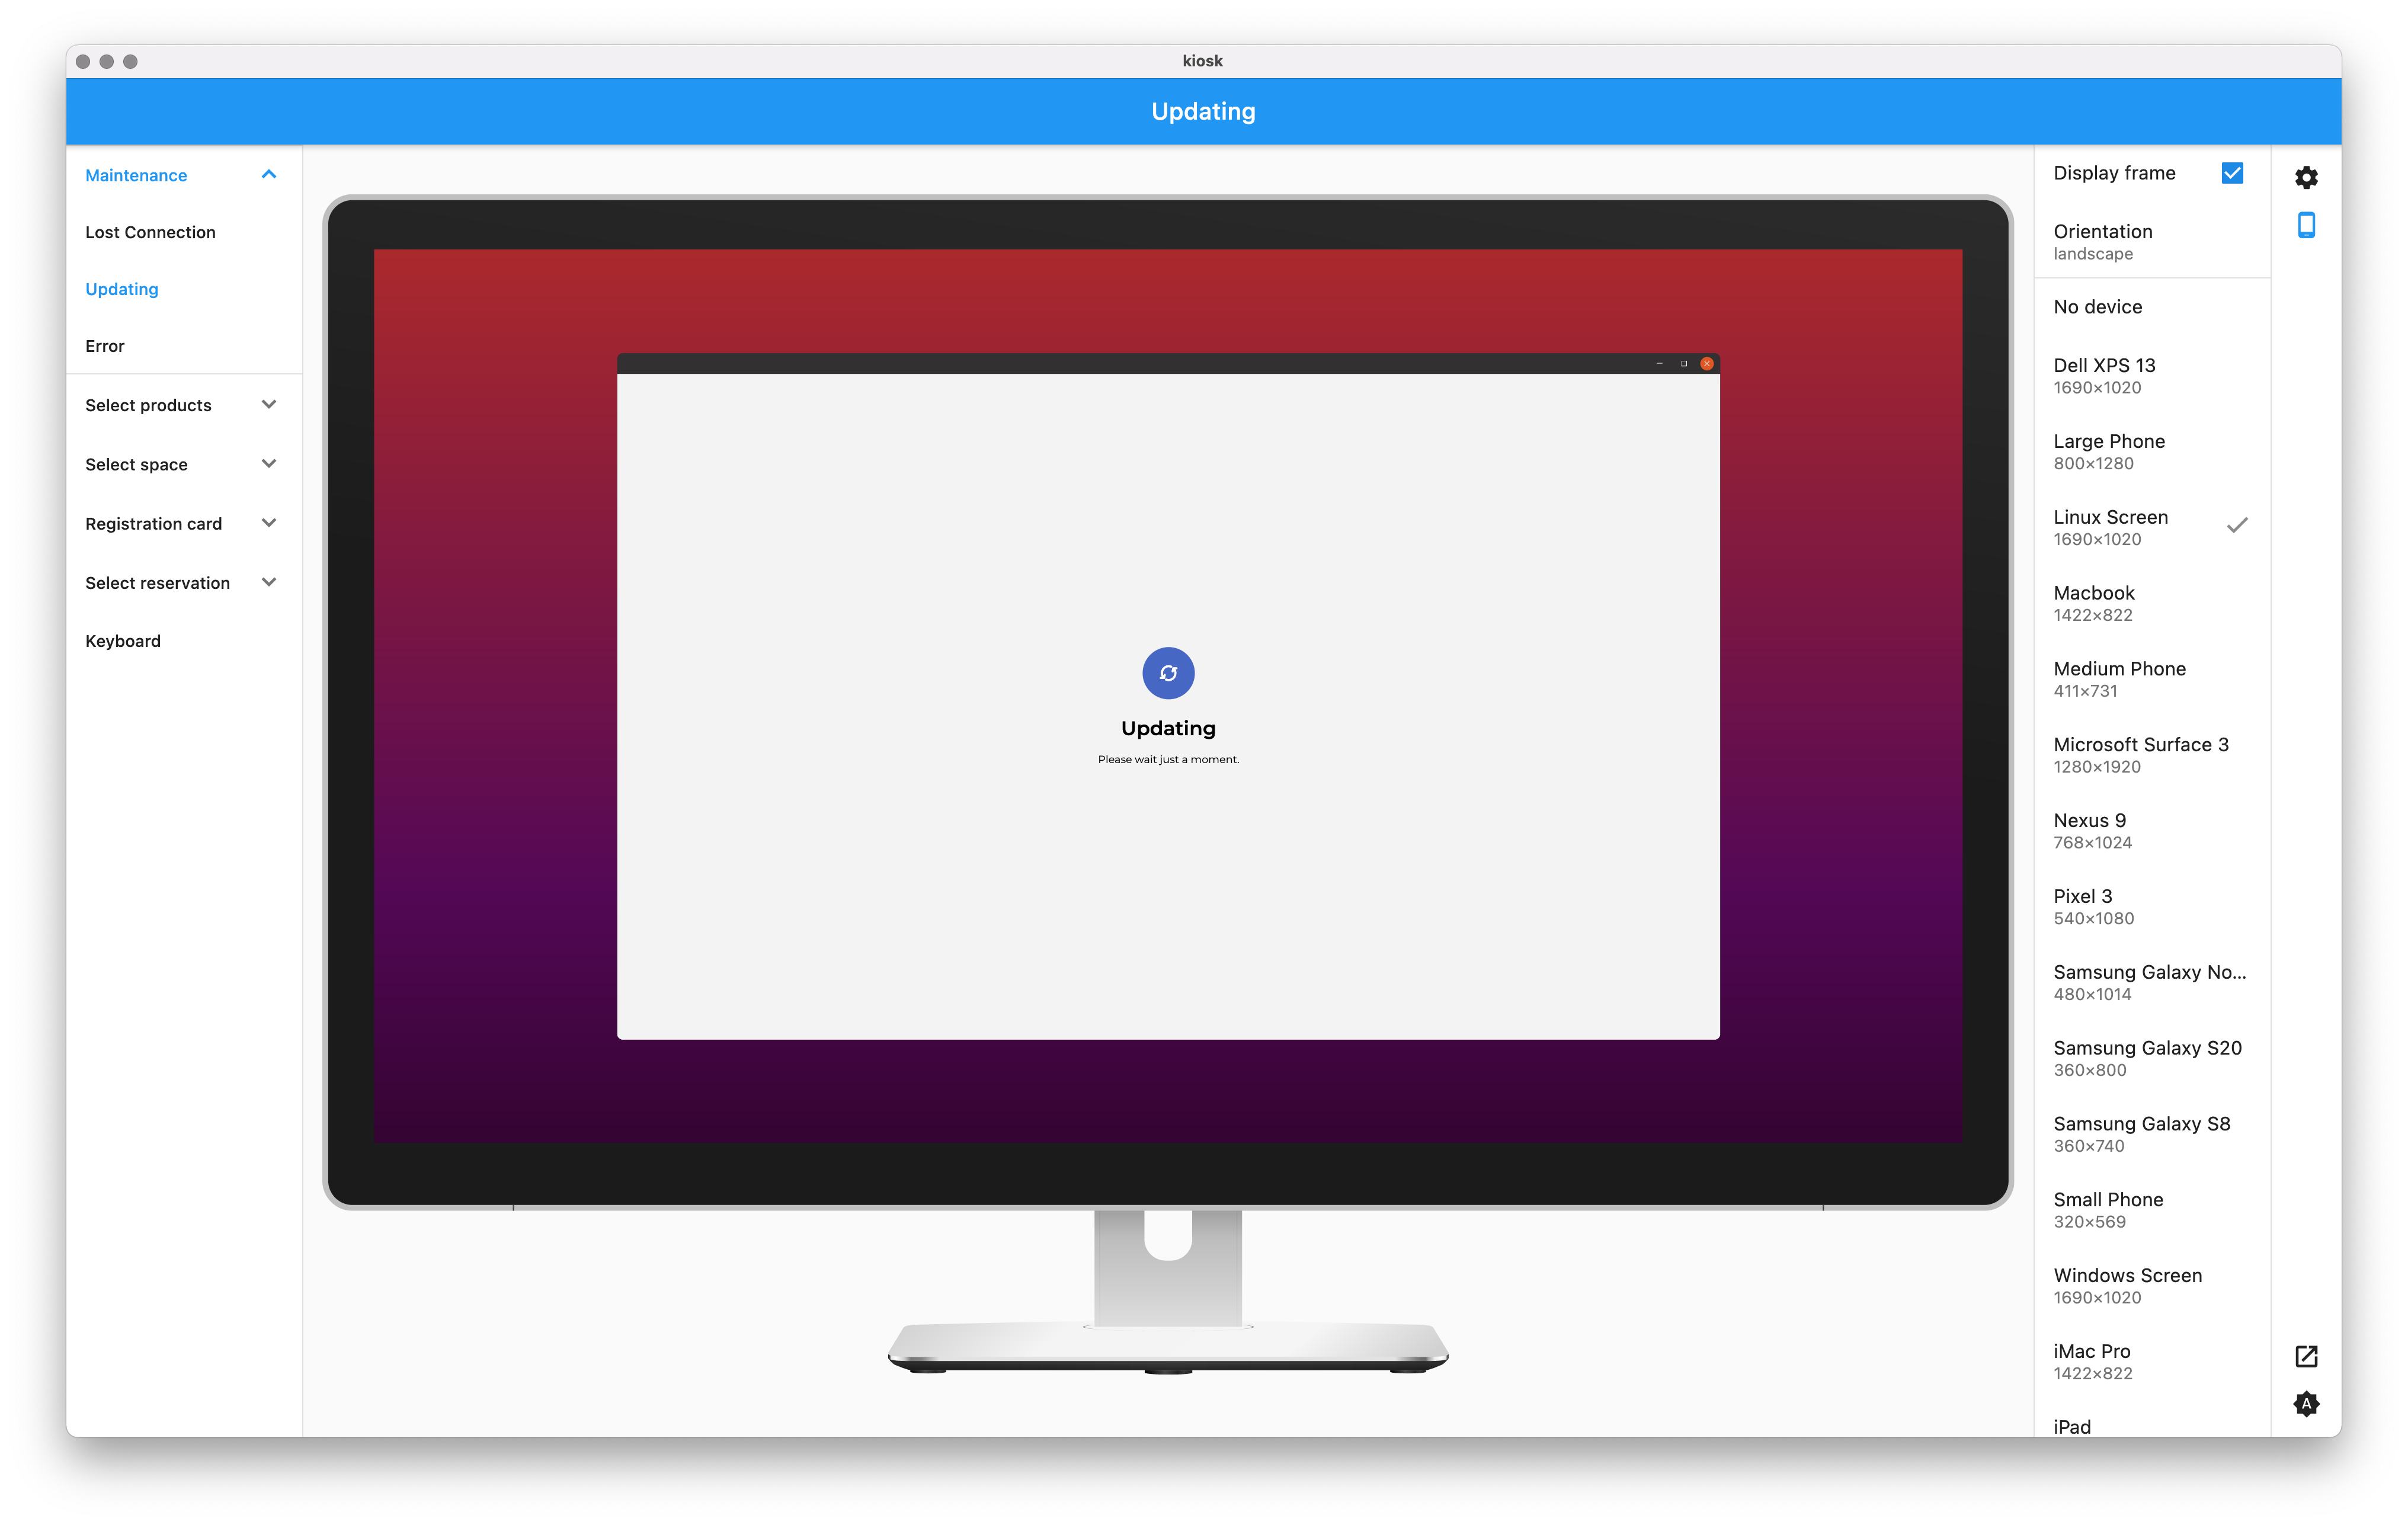 kiosk
Updating
Maintenance
Lost Connection
Updating
Error
Select products
Select space
Registration card
Select reservation
Keyboard
Updating
Please wait just a moment.
Display frame
Orientation
landscape
No device
Dell XPS 13
1690×1020
Large Phone
800×1280
Linux Screen
1690×1020
Macbook
1422×822
Medium Phone
411×731
Microsoft Surface 3
1280×1920
Nexus 9
768×1024
Pixel 3
540×1080
Samsung Galaxy No...
480×1014
Samsung Galaxy S20
360×800
Samsung Galaxy S8
360×740
Small Phone
320×569
Windows Screen
1690×1020
iMac Pro
1422×822
iPad
A